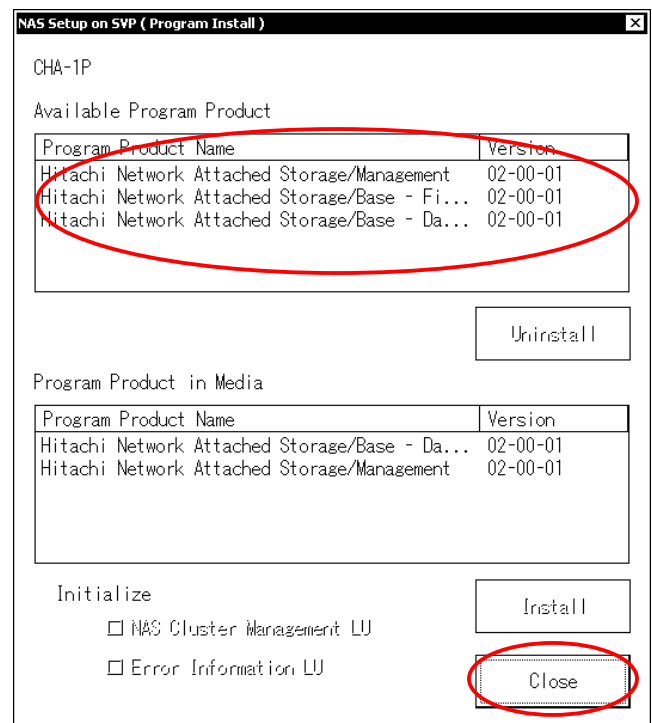 NAS Setup on SVP ( Program Install )
CHA-1P
Available Program Product
Program Product Name Version
Hitachi Network Attached Storage/Management 02-00-01
Hitachi Network Attached Storage/Base - Fi... 02-00-01
Hitachi Network Attached Storage/Base - Da... 02-00-01
Uninstall
Program Product in Media
Program Product Name Version
Hitachi Network Attached Storage/Base - Da... 02-00-01
Hitachi Network Attached Storage/Management 02-00-01
Initialize
Install
NAS Cluster Management LU
Error Information LU
Close